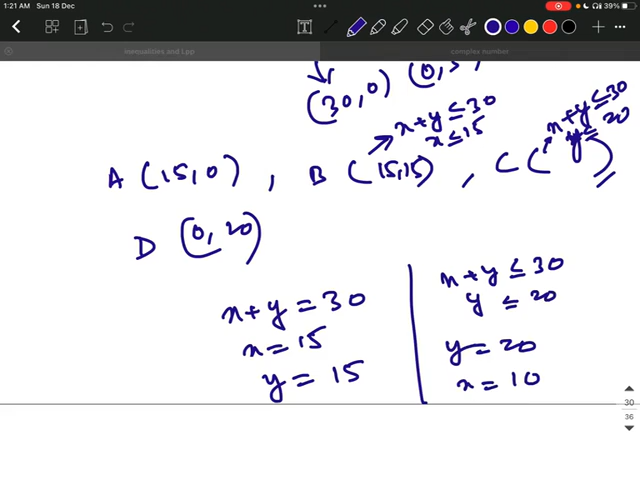 1:21 AM Sun 18 Dec
39%
inequalities and Lpp
complex number
(30,0)
x+y≤30
x≤15
x+y≤30
y≤20
A (15,0) , B (15,15) , C ( )
D (0,20)
x+y=30
x=15
y=15
x+y≤30
y≤20
y=20
x=10
30
36